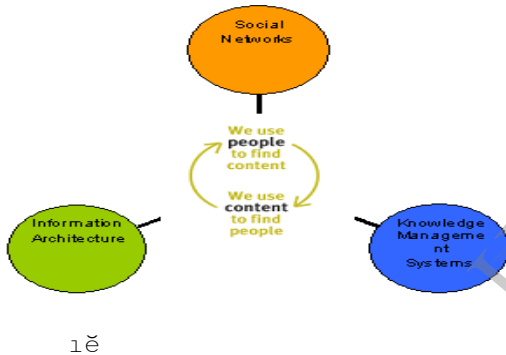 Social
Networks
We use
people
to find
content
We use
content
to find
people
Information
Architecture
Knowledge
Manageme
nt
Systems
ıĕ